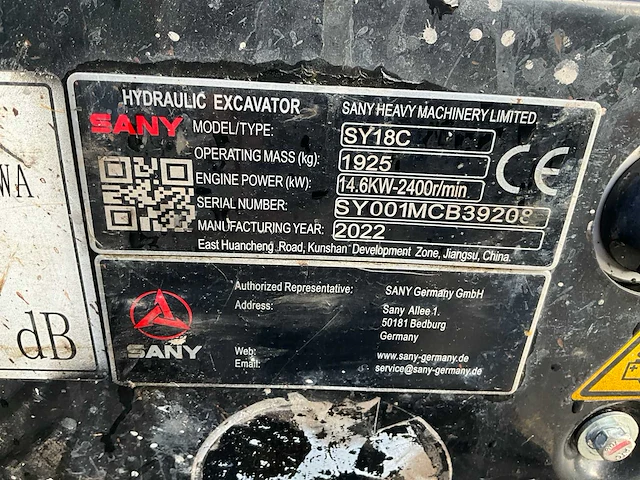 HYDRAULIC EXCAVATOR
SANY HEAVY MACHINERY LIMITED
SANY
MODEL/TYPE: SY18C
OPERATING MASS (kg): 1925
ENGINE POWER (kW): 14.6KW-2400r/min
SERIAL NUMBER: SY001MCB39208
MANUFACTURING YEAR: 2022
CE
East Huancheng Road, Kunshan Development Zone, Jiangsu, China.
WA
dB
SANY
Authorized Representative: SANY Germany GmbH
Address: Sany Allee 1.
50181 Bedburg
Germany
Web: www.sany-germany.de
Email: service@sany-germany.de